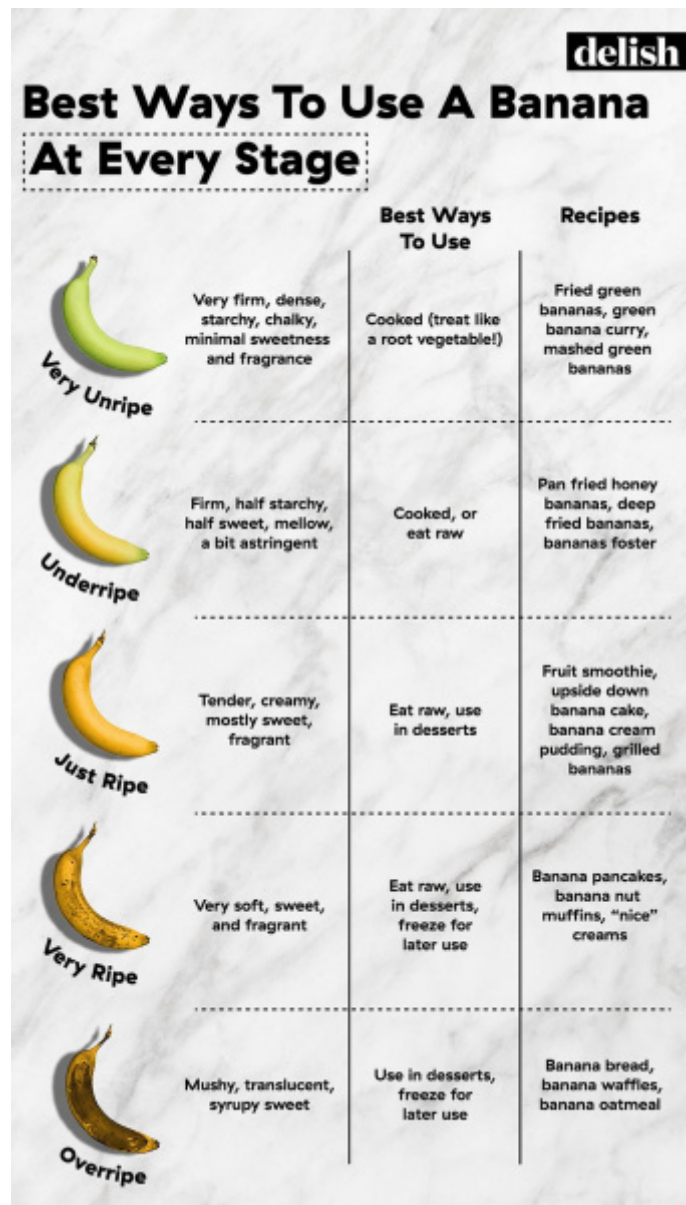 delish
Best Ways To Use A Banana
At Every Stage
Best Ways
To Use
Recipes
Very Unripe
Very firm, dense,
starchy, chalky,
minimal sweetness
and fragrance
Cooked (treat like
a root vegetable!)
Fried green
bananas, green
banana curry,
mashed green
bananas
Underripe
Firm, half starchy,
half sweet, mellow,
a bit astringent
Cooked, or
eat raw
Pan fried honey
bananas, deep
fried bananas,
bananas foster
Just Ripe
Tender, creamy,
mostly sweet,
fragrant
Eat raw, use
in desserts
Fruit smoothie,
upside down
banana cake,
banana cream
pudding, grilled
bananas
Very Ripe
Very soft, sweet,
and fragrant
Eat raw, use
in desserts,
freeze for
later use
Banana pancakes,
banana nut
muffins, “nice”
creams
Overripe
Mushy, translucent,
syrupy sweet
Use in desserts,
freeze for
later use
Banana bread,
banana waffles,
banana oatmeal